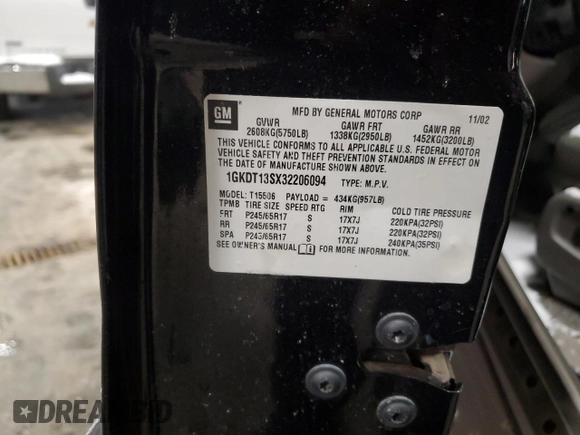 GM
MFD BY GENERAL MOTORS CORP 11/02
GVWR GAWR FRT GAWR RR
2608KG(5750LB) 1338KG(2950LB) 1452KG(3200LB)
THIS VEHICLE CONFORMS TO ALL APPLICABLE U.S. FEDERAL MOTOR
VEHICLE SAFETY AND THEFT PREVENTION STANDARDS IN EFFECT ON
THE DATE OF MANUFACTURE SHOWN ABOVE.
1GKDT13SX32206094 TYPE: M.P.V.
MODEL: T15506 PAYLOAD = 434KG(957LB)
TPMB TIRE SIZE SPEED RTG RIM COLD TIRE PRESSURE
FRT P245/65R17 S 17X7J 220KPA(32PSI)
RR P245/65R17 S 17X7J 220KPA(32PSI)
SPA P245/65R17 S 17X7J 240KPA(35PSI)
SEE OWNER'S MANUAL FOR MORE INFORMATION.
DREAMBID